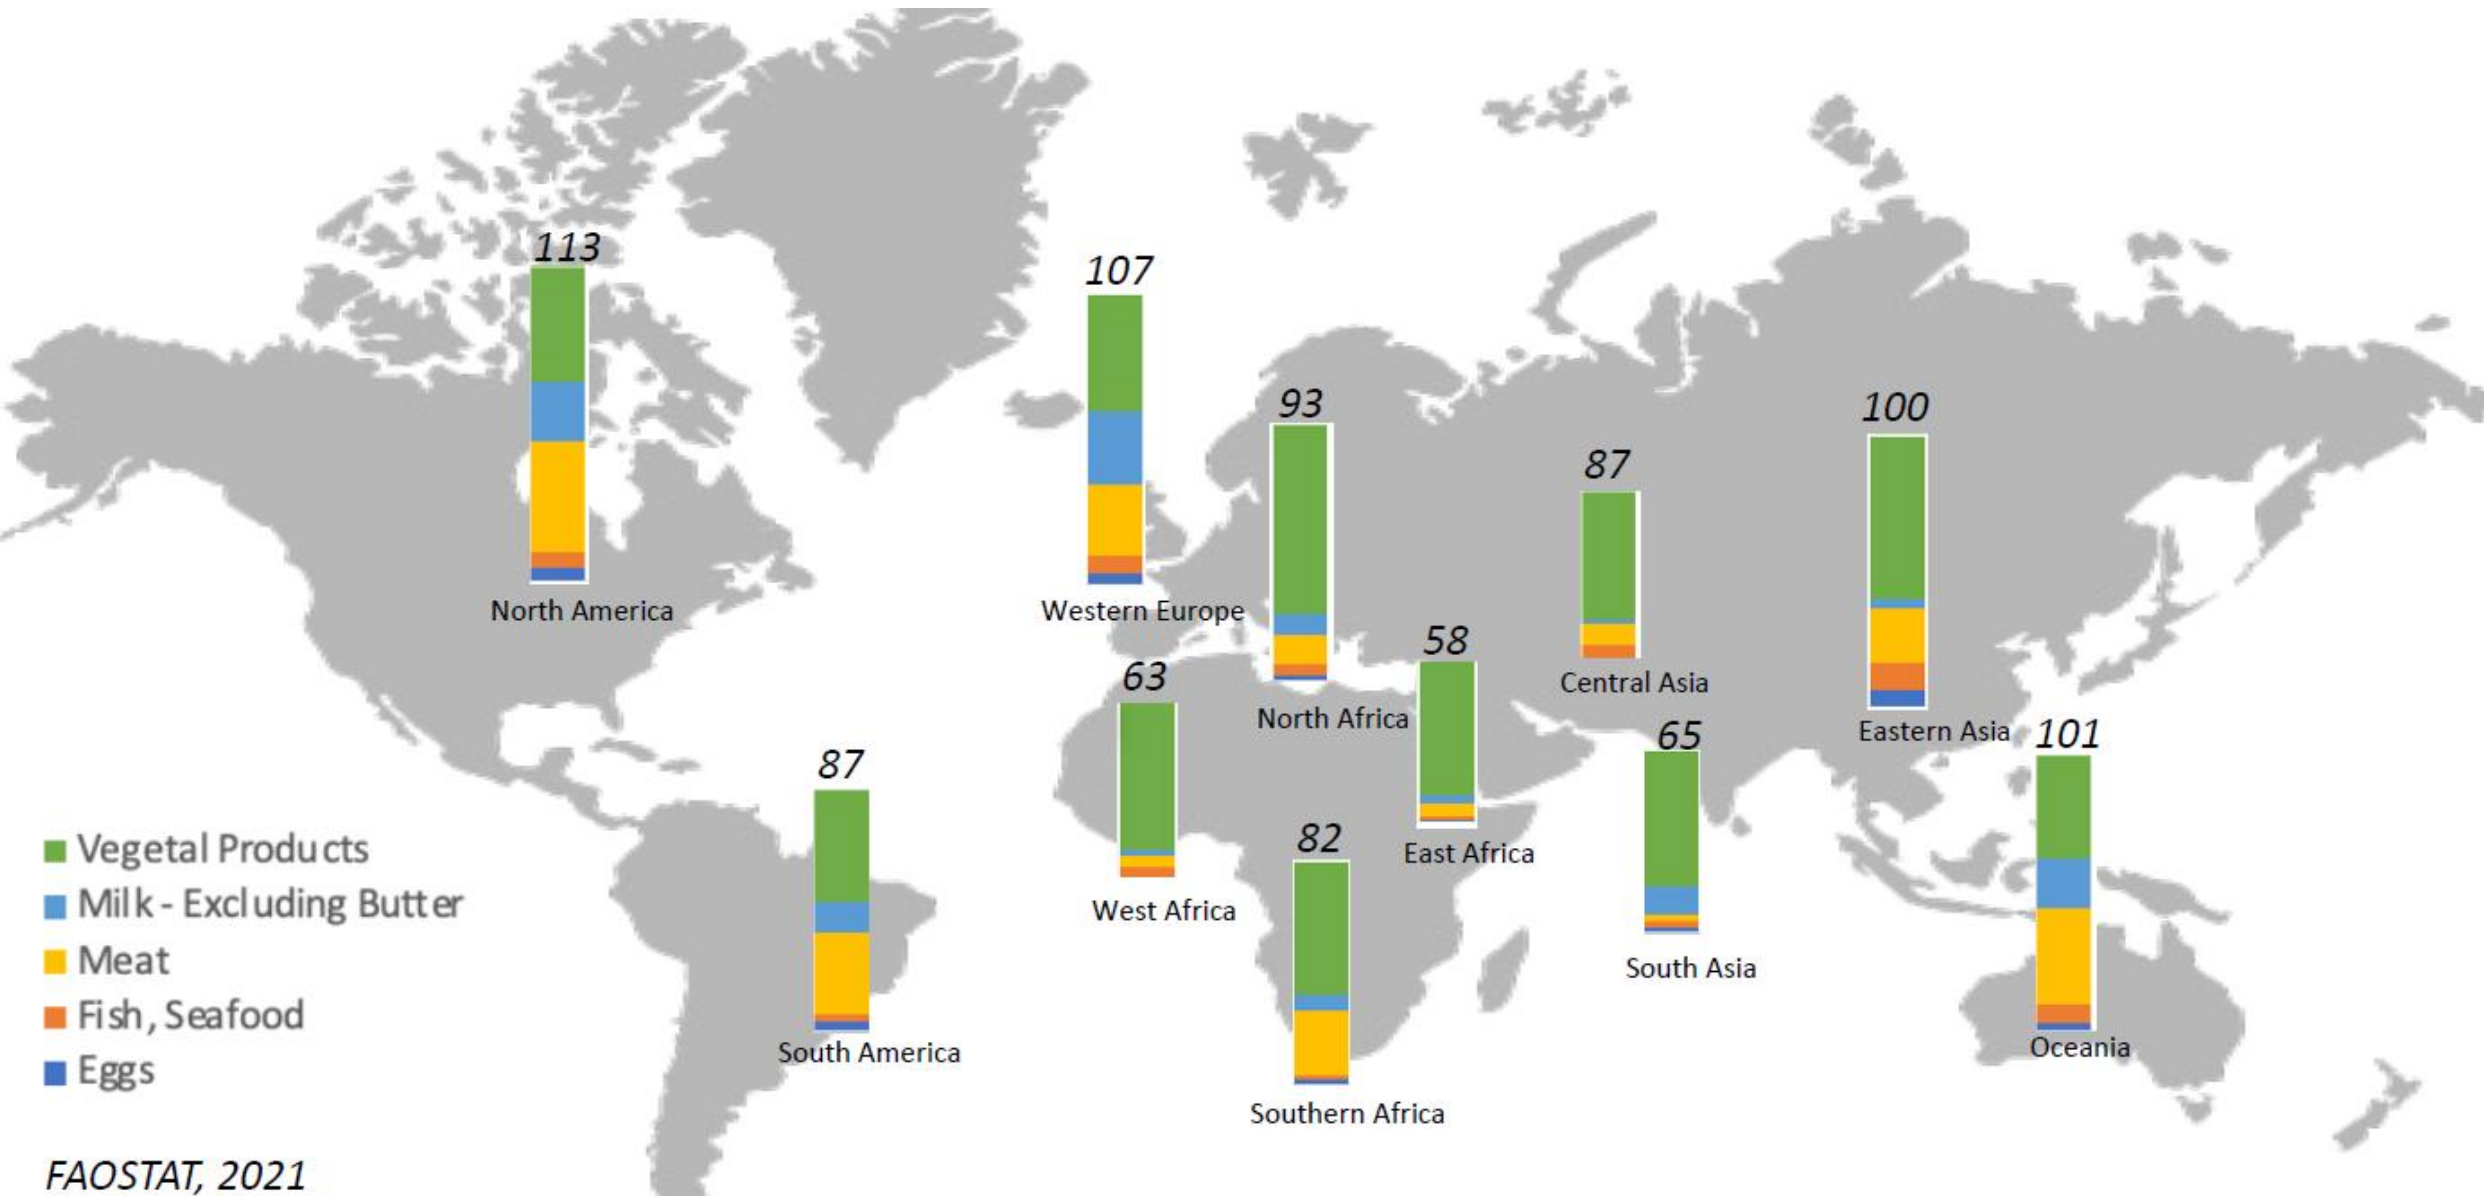 113
North America
107
Western Europe
93
North Africa
87
Central Asia
100
Eastern Asia
63
West Africa
58
East Africa
65
South Asia
101
Oceania
87
South America
82
Southern Africa
Vegetal Products
Milk - Excluding Butter
Meat
Fish, Seafood
Eggs
FAOSTAT, 2021